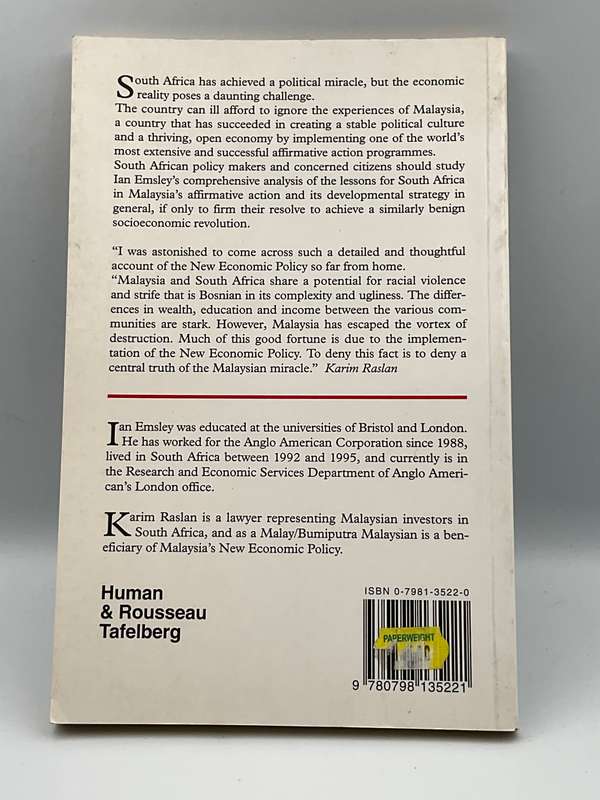 South Africa has achieved a political miracle, but the economic
reality poses a daunting challenge.
The country can ill afford to ignore the experiences of Malaysia,
a country that has succeeded in creating a stable political culture
and a thriving, open economy by implementing one of the world's
most extensive and successful affirmative action programmes.
South African policy makers and concerned citizens should study
Ian Emsley's comprehensive analysis of the lessons for South Africa
in Malaysia's affirmative action and its developmental strategy in
general, if only to firm their resolve to achieve a similarly benign
socioeconomic revolution.
"I was astonished to come across such a detailed and thoughtful
account of the New Economic Policy so far from home.
"Malaysia and South Africa share a potential for racial violence
and strife that is Bosnian in its complexity and ugliness. The differ-
ences in wealth, education and income between the various com-
munities are stark. However, Malaysia has escaped the vortex of
destruction. Much of this good fortune is due to the implemen-
tation of the New Economic Policy. To deny this fact is to deny a
central truth of the Malaysian miracle." Karim Raslan
Ian Emsley was educated at the universities of Bristol and London.
He has worked for the Anglo American Corporation since 1988,
lived in South Africa between 1992 and 1995, and currently is in
the Research and Economic Services Department of Anglo Ameri-
can's London office.
Karim Raslan is a lawyer representing Malaysian investors in
South Africa, and as a Malay/Bumiputra Malaysian is a ben-
eficiary of Malaysia's New Economic Policy.
Human
& Rousseau
Tafelberg
ISBN 0-7981-3522-0
PAPERWEIGHT
9 780798 135221